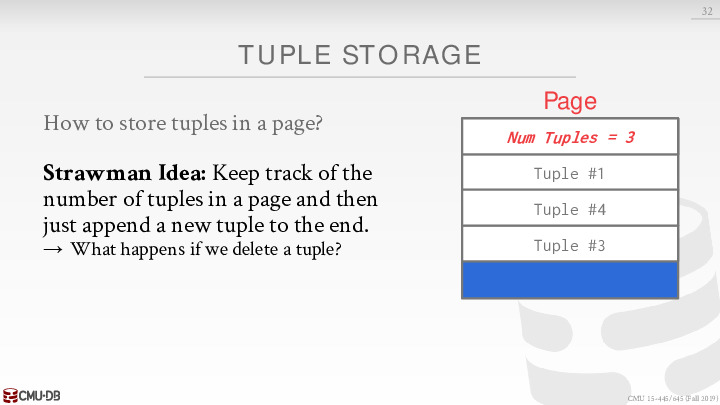 32
TUPLE STORAGE
How to store tuples in a page?
Strawman Idea: Keep track of the
number of tuples in a page and then
just append a new tuple to the end.
→ What happens if we delete a tuple?
Page
Num Tuples = 3
Tuple #1
Tuple #4
Tuple #3
CMU·DB
CMU 15-445/645 (Fall 2019)